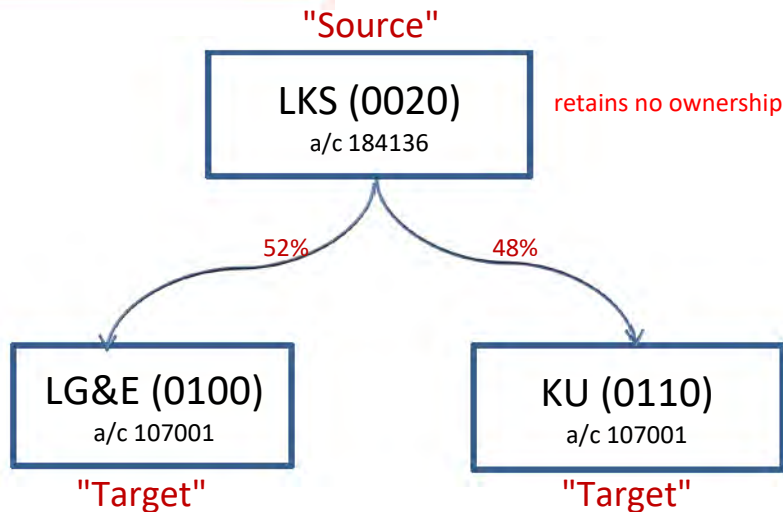 "Source"
LKS (0020)
a/c 184136
retains no ownership
52%
48%
LG&E (0100)
a/c 107001
"Target"
KU (0110)
a/c 107001
"Target"